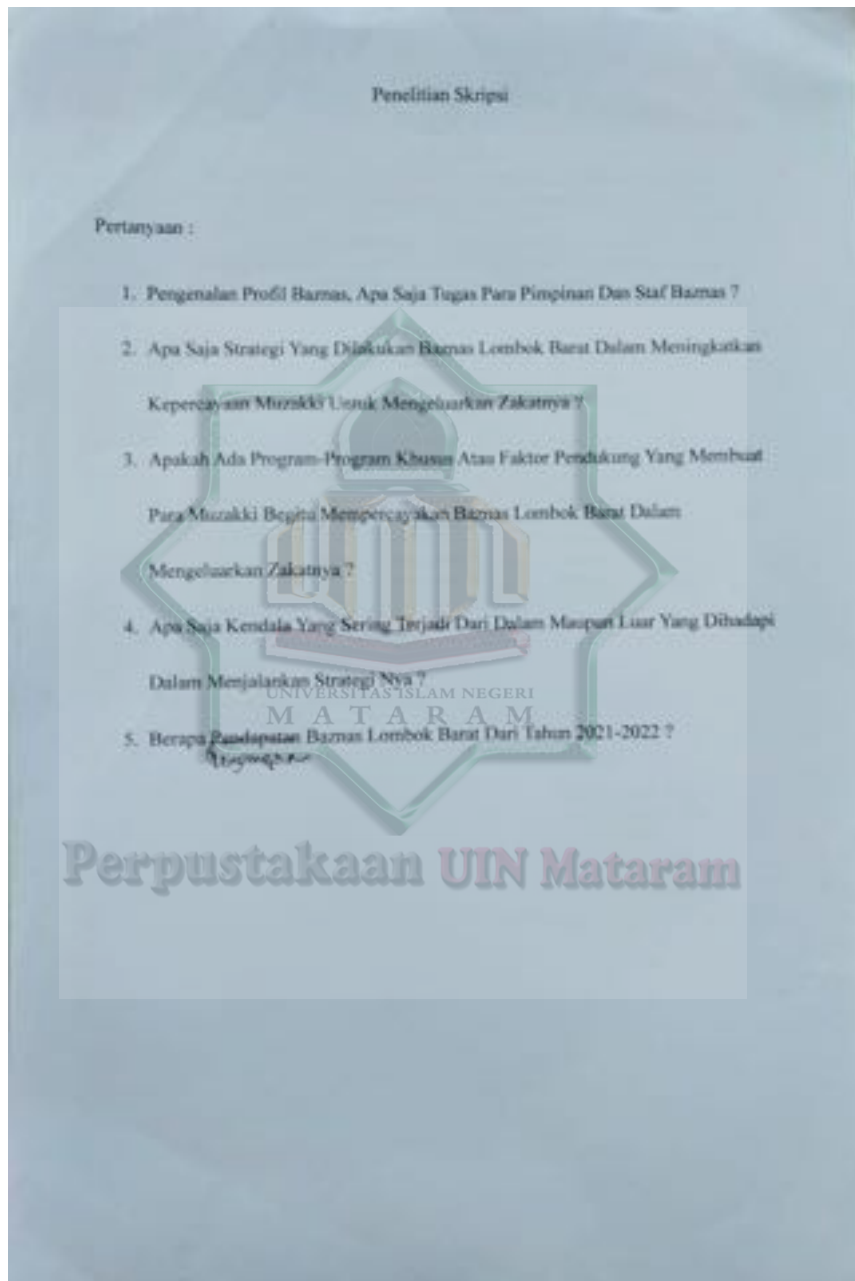 Penelitian Skripsi
Pertanyaan :
1. Pengenalan Profil Baznas, Apa Saja Tugas Para Pimpinan Dan Staf Baznas ?
2. Apa Saja Strategi Yang Dilakukan Baznas Lombok Barat Dalam Meningkatkan
Kepercayaan Muzakki Untuk Mengeluarkan Zakatnya ?
3. Apakah Ada Program-Program Khusus Atau Faktor Pendukung Yang Membuat
Para Muzakki Begitu Mempercayakan Baznas Lombok Barat Dalam
Mengeluarkan Zakatnya ?
4. Apa Saja Kendala Yang Sering Terjadi Dari Dalam Maupun Luar Yang Dihadapi
Dalam Menjalankan Strategi Nya ?
UNIVERSITAS ISLAM NEGERI
MATARAM
5. Berapa Pendapatan Baznas Lombok Barat Dari Tahun 2021-2022 ?
Perpustakaan UIN Mataram